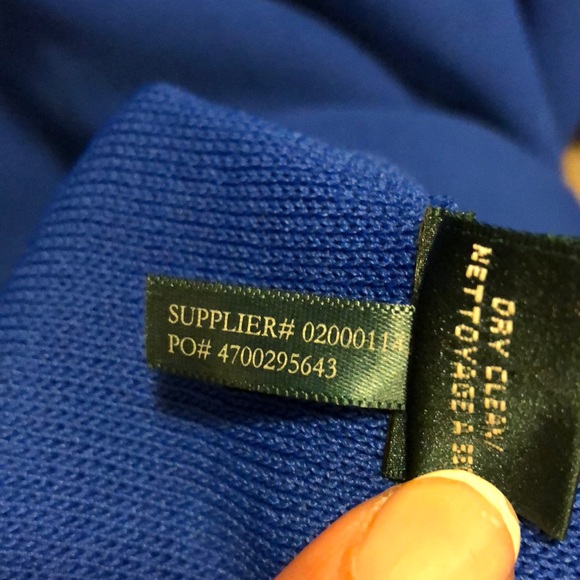 SUPPLIER# 02000114
PO# 4700295643
DRY CLEAN
NETTOYAGE A